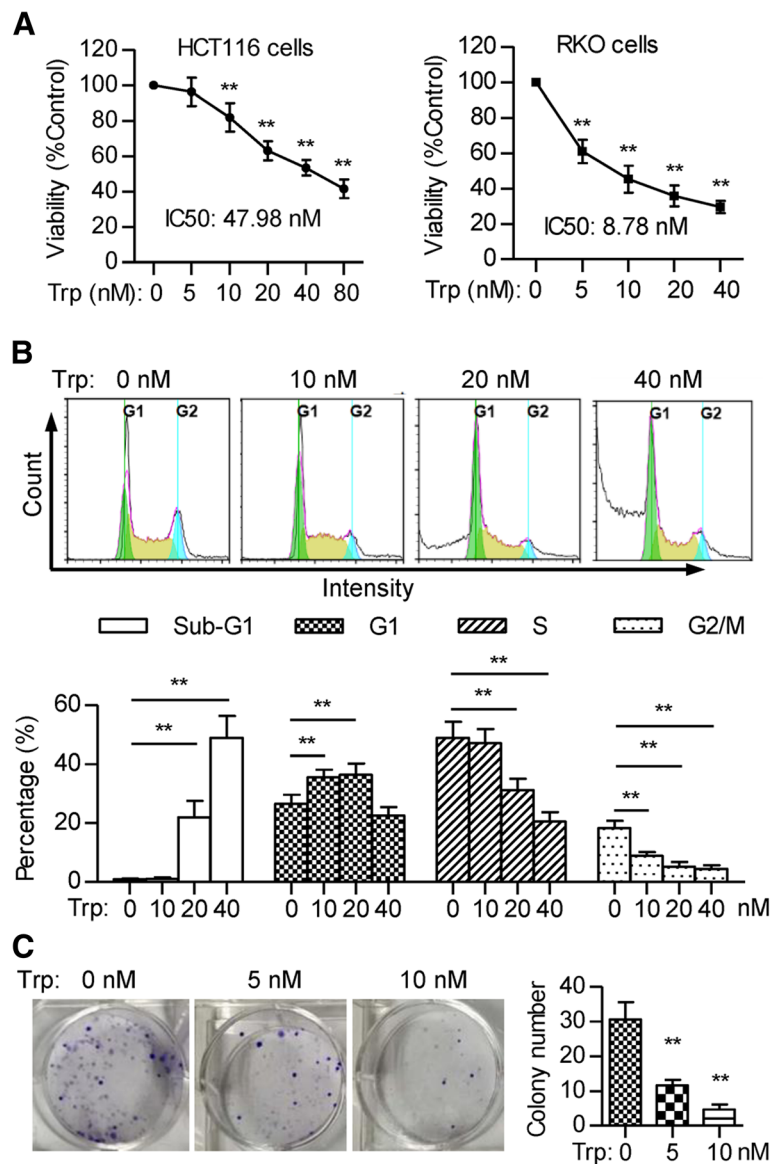 A
HCT116 cells
Viability (%Control)
120
100
80
60
40
20
0
** ** ** **
IC50: 47.98 nM
Trp (nM): 0 5 10 20 40 80
RKO cells
Viability (%Control)
120
100
80
60
40
20
0
** ** ** **
IC50: 8.78 nM
Trp (nM): 0 5 10 20 40
B
Trp: 0 nM 10 nM 20 nM 40 nM
G1 G2 G1 G2 G1 G2 G1 G2
Count
Intensity
Sub-G1 G1 S G2/M
Percentage (%)
60
40
20
0
** **
** **
** **
** ** **
Trp: 0 10 20 40 0 10 20 40 0 10 20 40 0 10 20 40 nM
C
Trp: 0 nM 5 nM 10 nM
Colony number
40
30
20
10
0
** **
Trp: 0 5 10 nM